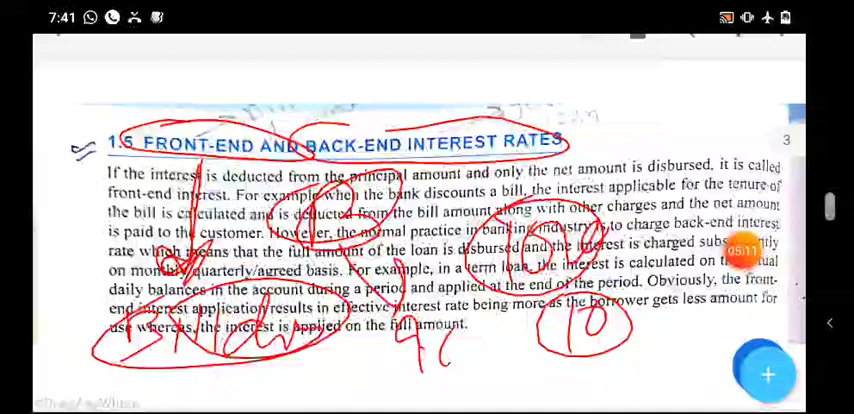 7:41
1.5 FRONT-END AND BACK-END INTEREST RATES
3
If the interest is deducted from the principal amount and only the net amount is disbursed, it is called
front-end interest. For example when the bank discounts a bill, the interest applicable for the tenure of
the bill is calculated and is deducted from the bill amount along with other charges and the net amount
is paid to the customer. However, the normal practice in banking industry is to charge back-end interest
rate which means that the full amount of the loan is disbursed and the interest is charged subsequently
05:11
on monthly/quarterly/agreed basis. For example, in a term loan, the interest is calculated on the actual
daily balances in the account during a period and applied at the end of the period. Obviously, the front-
end interest application results in effective interest rate being more as the borrower gets less amount for
use whereas, the interest is applied on the full amount.
10